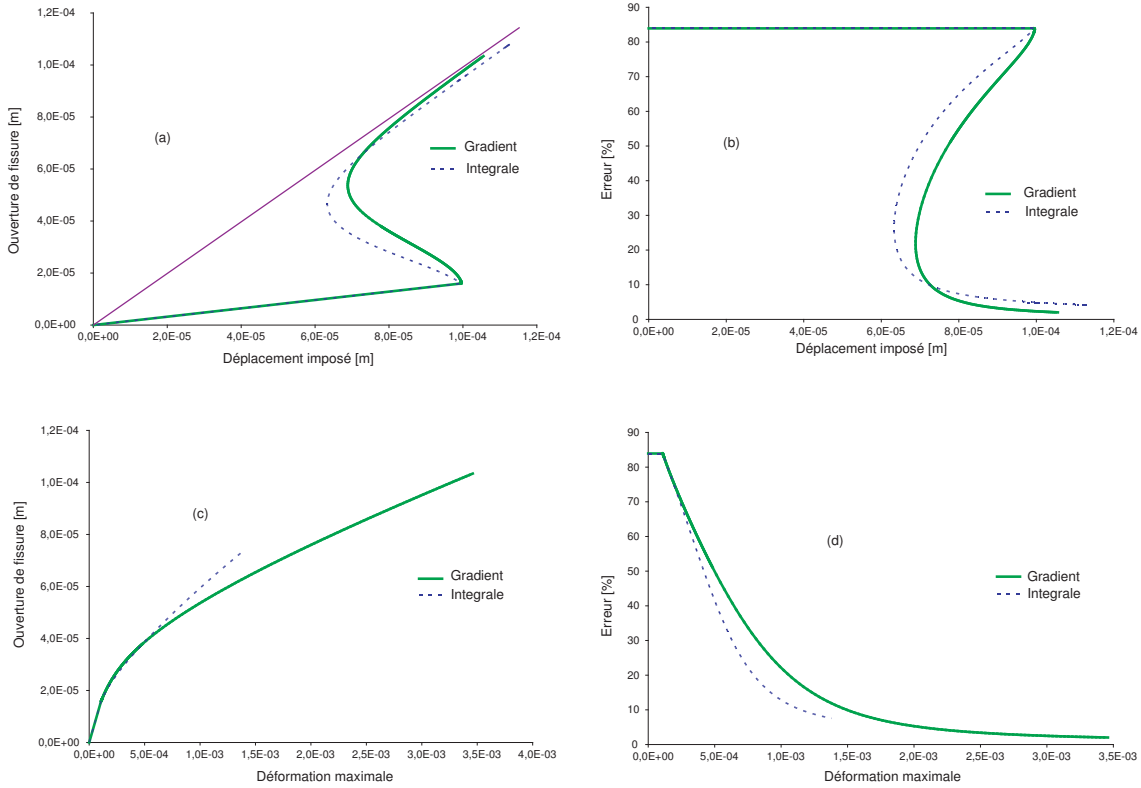 1,2E-04
1,0E-04
8,0E-05
6,0E-05
4,0E-05
2,0E-05
0,0E+00
Ouverture de fissure [m]
(a)
Gradient
Integrale
0,0E+00 2,0E-05 4,0E-05 6,0E-05 8,0E-05 1,0E-04 1,2E-04
Déplacement imposé [m]
90
80
70
60
50
40
30
20
10
0
Erreur [%]
(b)
Gradient
Integrale
0,0E+00 2,0E-05 4,0E-05 6,0E-05 8,0E-05 1,0E-04 1,2E-04
Déplacement imposé [m]
1,2E-04
1,0E-04
8,0E-05
6,0E-05
4,0E-05
2,0E-05
0,0E+00
Ouverture de fissure [m]
(c)
Gradient
Integrale
0,0E+00 5,0E-04 1,0E-03 1,5E-03 2,0E-03 2,5E-03 3,0E-03 3,5E-03 4,0E-03
Déformation maximale
90
80
70
60
50
40
30
20
10
0
Erreur [%]
(d)
Gradient
Integrale
0,0E+00 5,0E-04 1,0E-03 1,5E-03 2,0E-03 2,5E-03 3,0E-03 3,5E-03
Déformation maximale